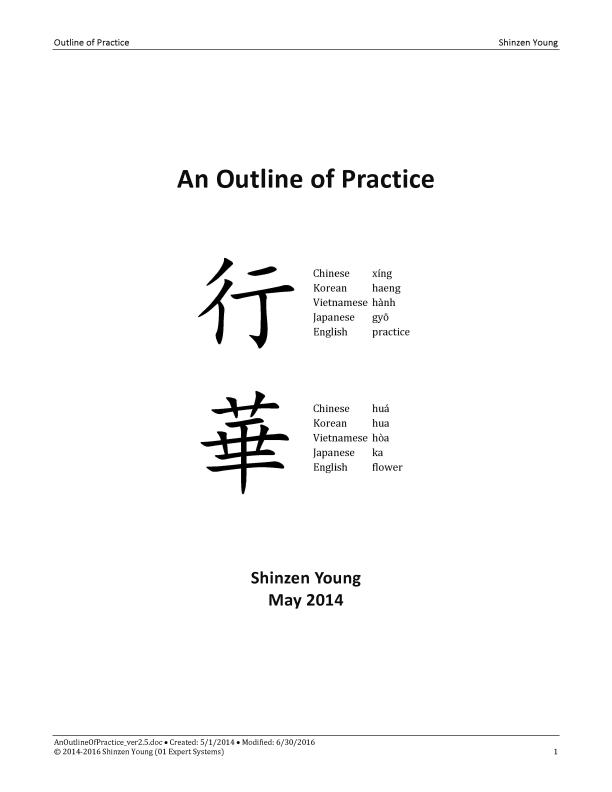 Outline of Practice Shinzen Young
An Outline of Practice
行
Chinese xíng
Korean haeng
Vietnamese hành
Japanese gyō
English practice
華
Chinese huá
Korean hua
Vietnamese hòa
Japanese ka
English flower
Shinzen Young
May 2014
AnOutlineOfPractice_ver2.5.doc • Created: 5/1/2014 • Modified: 6/30/2016
© 2014-2016 Shinzen Young (01 Expert Systems) 1